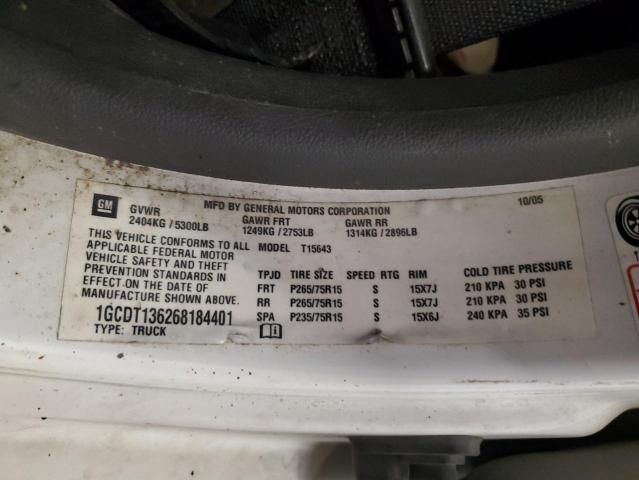 GM
MFD BY GENERAL MOTORS CORPORATION 10/05
GVWR GAWR FRT GAWR RR
2404KG / 5300LB 1249KG / 2753LB 1314KG / 2896LB
THIS VEHICLE CONFORMS TO ALL MODEL T15643
APPLICABLE FEDERAL MOTOR
VEHICLE SAFETY AND THEFT
PREVENTION STANDARDS IN
EFFECT ON THE DATE OF
MANUFACTURE SHOWN ABOVE.
TPJD TIRE SIZE SPEED RTG RIM COLD TIRE PRESSURE
FRT P265/75R15 S 15X7J 210 KPA 30 PSI
RR P265/75R15 S 15X7J 210 KPA 30 PSI
SPA P235/75R15 S 15X6J 240 KPA 35 PSI
1GCDT136268184401
TYPE: TRUCK